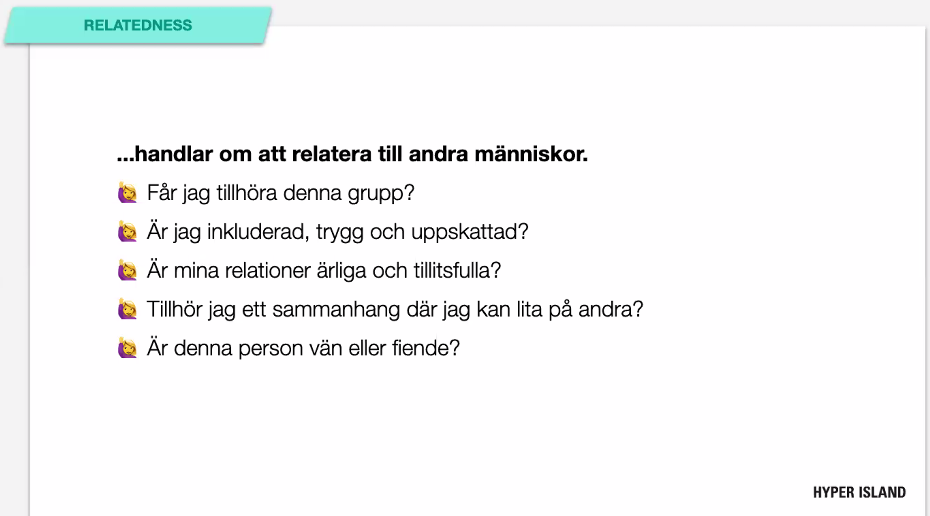 RELATEDNESS
...handlar om att relatera till andra människor.
🙋‍♀️ Får jag tillhöra denna grupp?
🙋‍♀️ Är jag inkluderad, trygg och uppskattad?
🙋‍♀️ Är mina relationer ärliga och tillitsfulla?
🙋‍♀️ Tillhör jag ett sammanhang där jag kan lita på andra?
🙋‍♀️ Är denna person vän eller fiende?
HYPER ISLAND